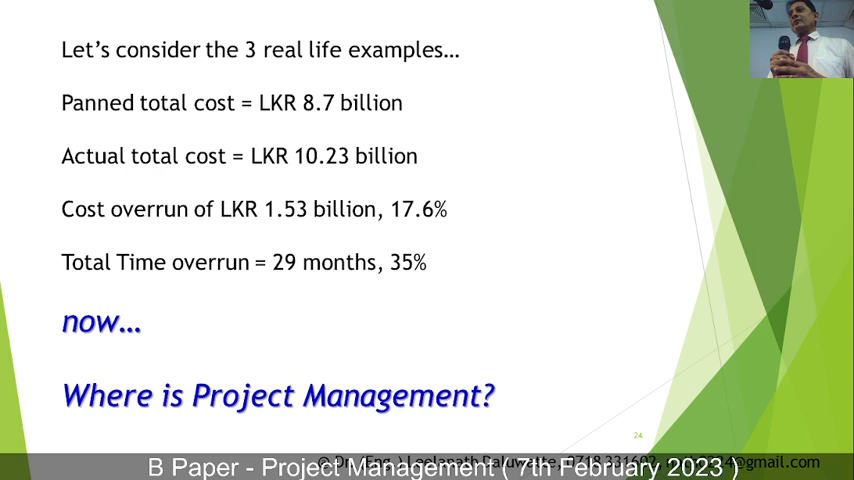 Let's consider the 3 real life examples…
Panned total cost = LKR 8.7 billion
Actual total cost = LKR 10.23 billion
Cost overrun of LKR 1.53 billion, 17.6%
Total Time overrun = 29 months, 35%
now…
Where is Project Management?
24
B Paper - Project Management ( 7th February 2023 )